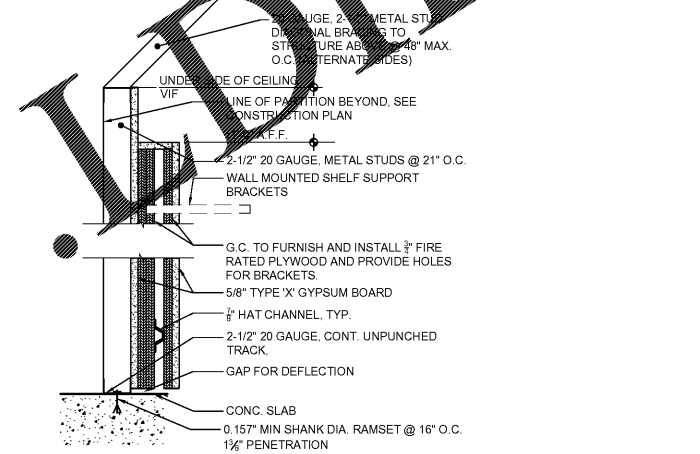 20 GAUGE, 2-1/2" METAL STUD
DIAGONAL BRACING TO
STRUCTURE ABOVE @ 48" MAX.
O.C. (ALTERNATE SIDES)
UNDER SIDE OF CEILING
VIF
LINE OF PARTITION BEYOND, SEE
CONSTRUCTION PLAN
A.F.F.
2-1/2" 20 GAUGE, METAL STUDS @ 21" O.C.
WALL MOUNTED SHELF SUPPORT
BRACKETS
G.C. TO FURNISH AND INSTALL 3/4" FIRE
RATED PLYWOOD AND PROVIDE HOLES
FOR BRACKETS.
5/8" TYPE 'X' GYPSUM BOARD
7/8" HAT CHANNEL, TYP.
2-1/2" 20 GAUGE, CONT. UNPUNCHED
TRACK,
GAP FOR DEFLECTION
CONC. SLAB
0.157" MIN SHANK DIA. RAMSET @ 16" O.C.
PENETRATION